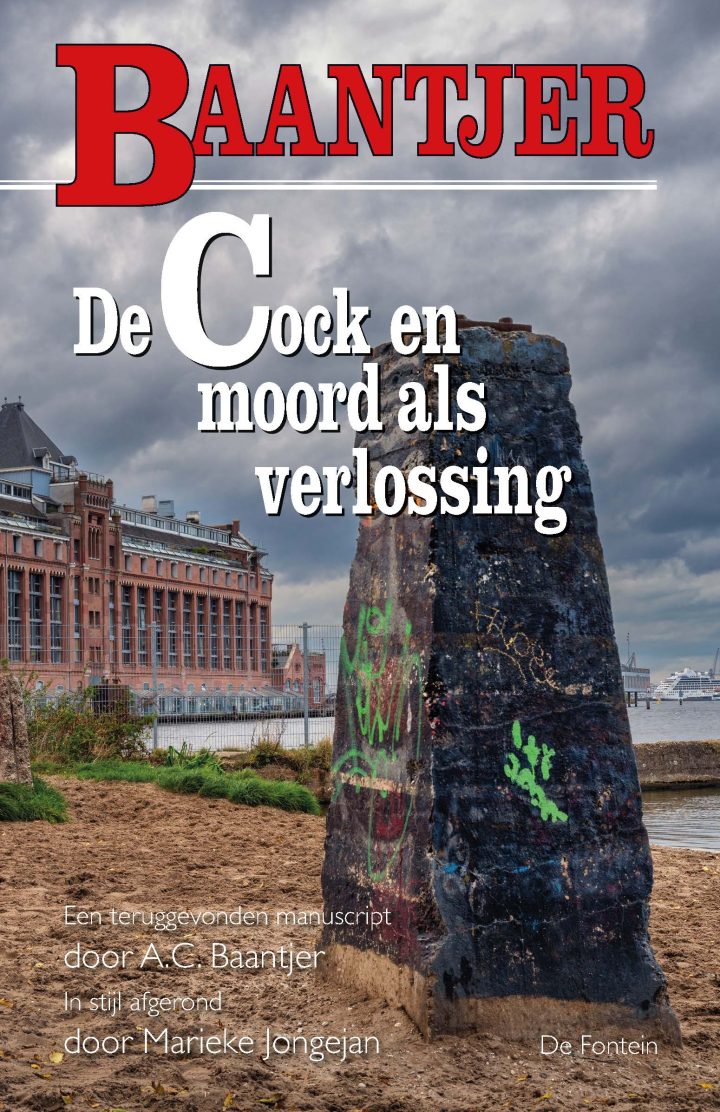 BAANTJER
De Cock en
moord als
verlossing
Een teruggevonden manuscript
door A.C. Baantjer
In stijl afgerond
door Marieke Jongejan
De Fontein